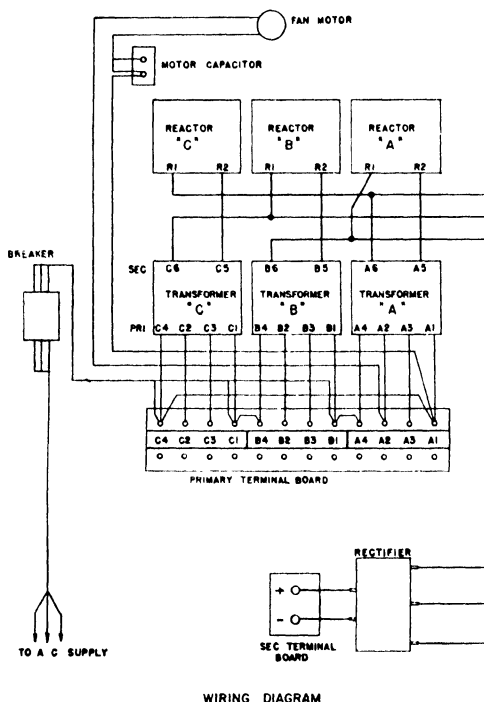 FAN MOTOR
MOTOR CAPACITOR
REACTOR "C"
REACTOR "B"
REACTOR "A"
R1 R2 R1 R2 R1 R2
BREAKER
SEC C6 C5 B6 B5 A6 A5
TRANSFORMER "C"
TRANSFORMER "B"
TRANSFORMER "A"
PRI C4 C2 C3 C1 B4 B2 B3 B1 A4 A2 A3 A1
C4 C2 C3 C1 B4 B2 B3 B1 A4 A2 A3 A1
PRIMARY TERMINAL BOARD
RECTIFIER
+
-
SEC TERMINAL
BOARD
TO A C SUPPLY
WIRING DIAGRAM